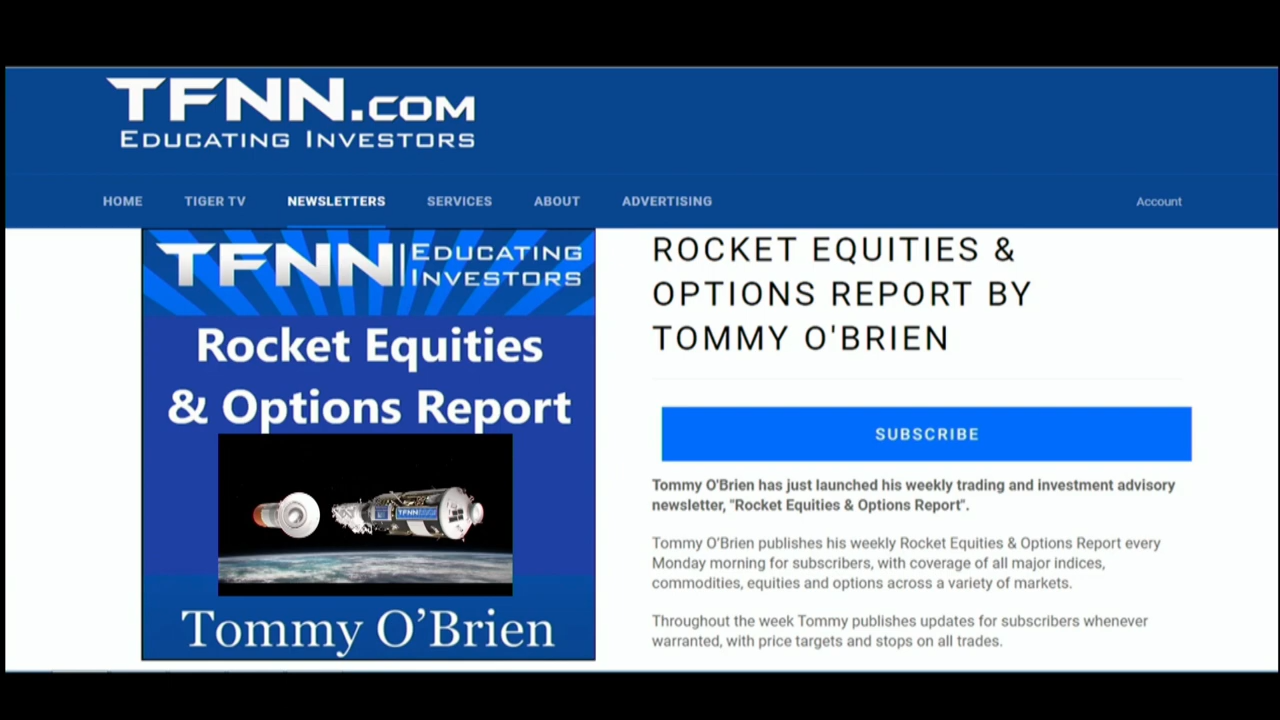 TFNN.COM
EDUCATING INVESTORS
HOME TIGER TV NEWSLETTERS SERVICES ABOUT ADVERTISING Account
TFNN EDUCATING
INVESTORS
Rocket Equities
& Options Report
TFNN
Tommy O’Brien
ROCKET EQUITIES &
OPTIONS REPORT BY
TOMMY O'BRIEN
SUBSCRIBE
Tommy O'Brien has just launched his weekly trading and investment advisory
newsletter, "Rocket Equities & Options Report".
Tommy O’Brien publishes his weekly Rocket Equities & Options Report every
Monday morning for subscribers, with coverage of all major indices,
commodities, equities and options across a variety of markets.
Throughout the week Tommy publishes updates for subscribers whenever
warranted, with price targets and stops on all trades.